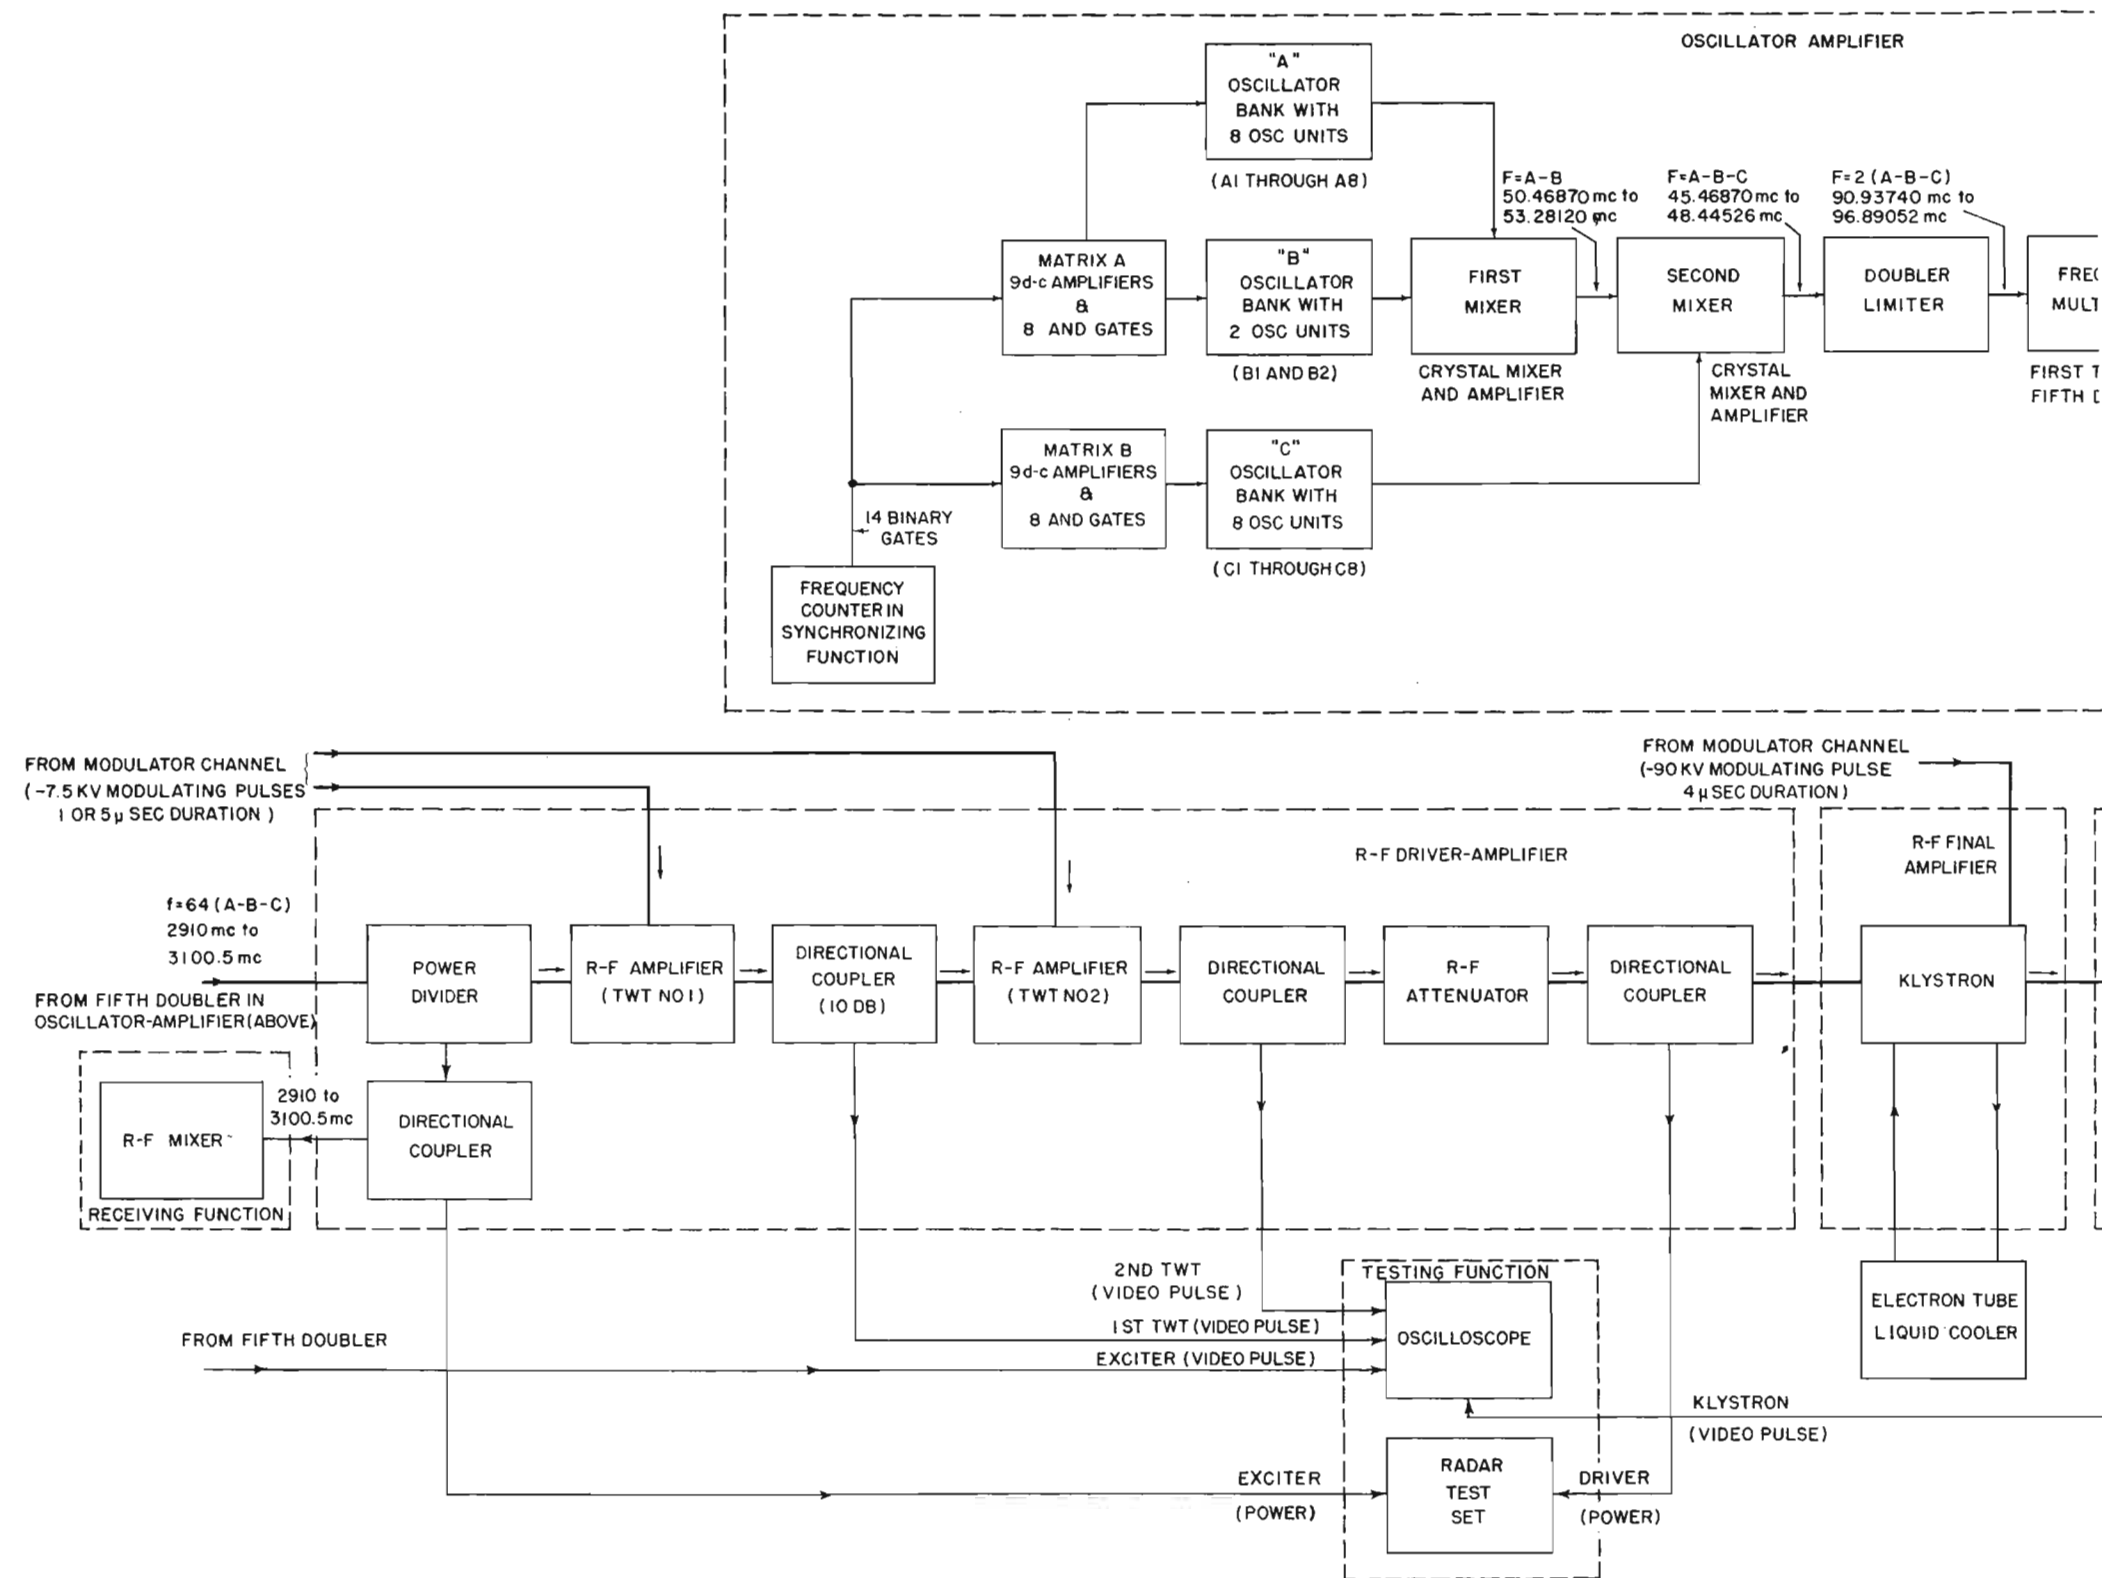 OSCILLATOR AMPLIFIER
"A"
OSCILLATOR
BANK WITH
8 OSC UNITS
(A1 THROUGH A8)
F=A-B
50.46870 mc to
53.28120 mc
F=A-B-C
45.46870 mc to
48.44526 mc
F=2 (A-B-C)
90.93740 mc to
96.89052 mc
MATRIX A
9d-c AMPLIFIERS
&
8 AND GATES
"B"
OSCILLATOR
BANK WITH
2 OSC UNITS
(B1 AND B2)
FIRST
MIXER
CRYSTAL MIXER
AND AMPLIFIER
SECOND
MIXER
CRYSTAL
MIXER AND
AMPLIFIER
DOUBLER
LIMITER
FREQ
MULT
FIRST T
FIFTH
MATRIX B
9d-c AMPLIFIERS
&
8 AND GATES
"C"
OSCILLATOR
BANK WITH
8 OSC UNITS
(C1 THROUGH C8)
14 BINARY
GATES
FREQUENCY
COUNTER IN
SYNCHRONIZING
FUNCTION
FROM MODULATOR CHANNEL
(-7.5 KV MODULATING PULSES
1 OR 5 µ SEC DURATION)
FROM MODULATOR CHANNEL
(-90 KV MODULATING PULSE
4 µ SEC DURATION)
R-F DRIVER-AMPLIFIER
R-F FINAL
AMPLIFIER
f=64 (A-B-C)
2910 mc to
3100.5 mc
FROM FIFTH DOUBLER IN
OSCILLATOR-AMPLIFIER (ABOVE)
POWER
DIVIDER
R-F AMPLIFIER
(TWT NO 1)
DIRECTIONAL
COUPLER
(10 DB)
R-F AMPLIFIER
(TWT NO2)
DIRECTIONAL
COUPLER
R-F
ATTENUATOR
DIRECTIONAL
COUPLER
KLYSTRON
R-F MIXER
RECEIVING FUNCTION
2910 to
3100.5 mc
DIRECTIONAL
COUPLER
2ND TWT
(VIDEO PULSE)
1ST TWT (VIDEO PULSE)
EXCITER (VIDEO PULSE)
FROM FIFTH DOUBLER
TESTING FUNCTION
OSCILLOSCOPE
ELECTRON TUBE
LIQUID COOLER
KLYSTRON
(VIDEO PULSE)
EXCITER
(POWER)
RADAR
TEST
SET
DRIVER
(POWER)